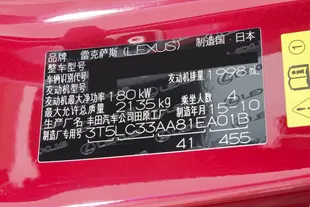 品牌 雷克萨斯(LEXUS) 制造国 日本
整车型号
车辆识别代号
发动机型号 发动机排量 1998 mL
发动机最大净功率 180 kW
最大允许总质量 2135 kg 乘坐人数 4
制造年月 15-10
制造厂 丰田汽车公司田原工厂
专用号 3T5LC33AA81EA01B
41 455